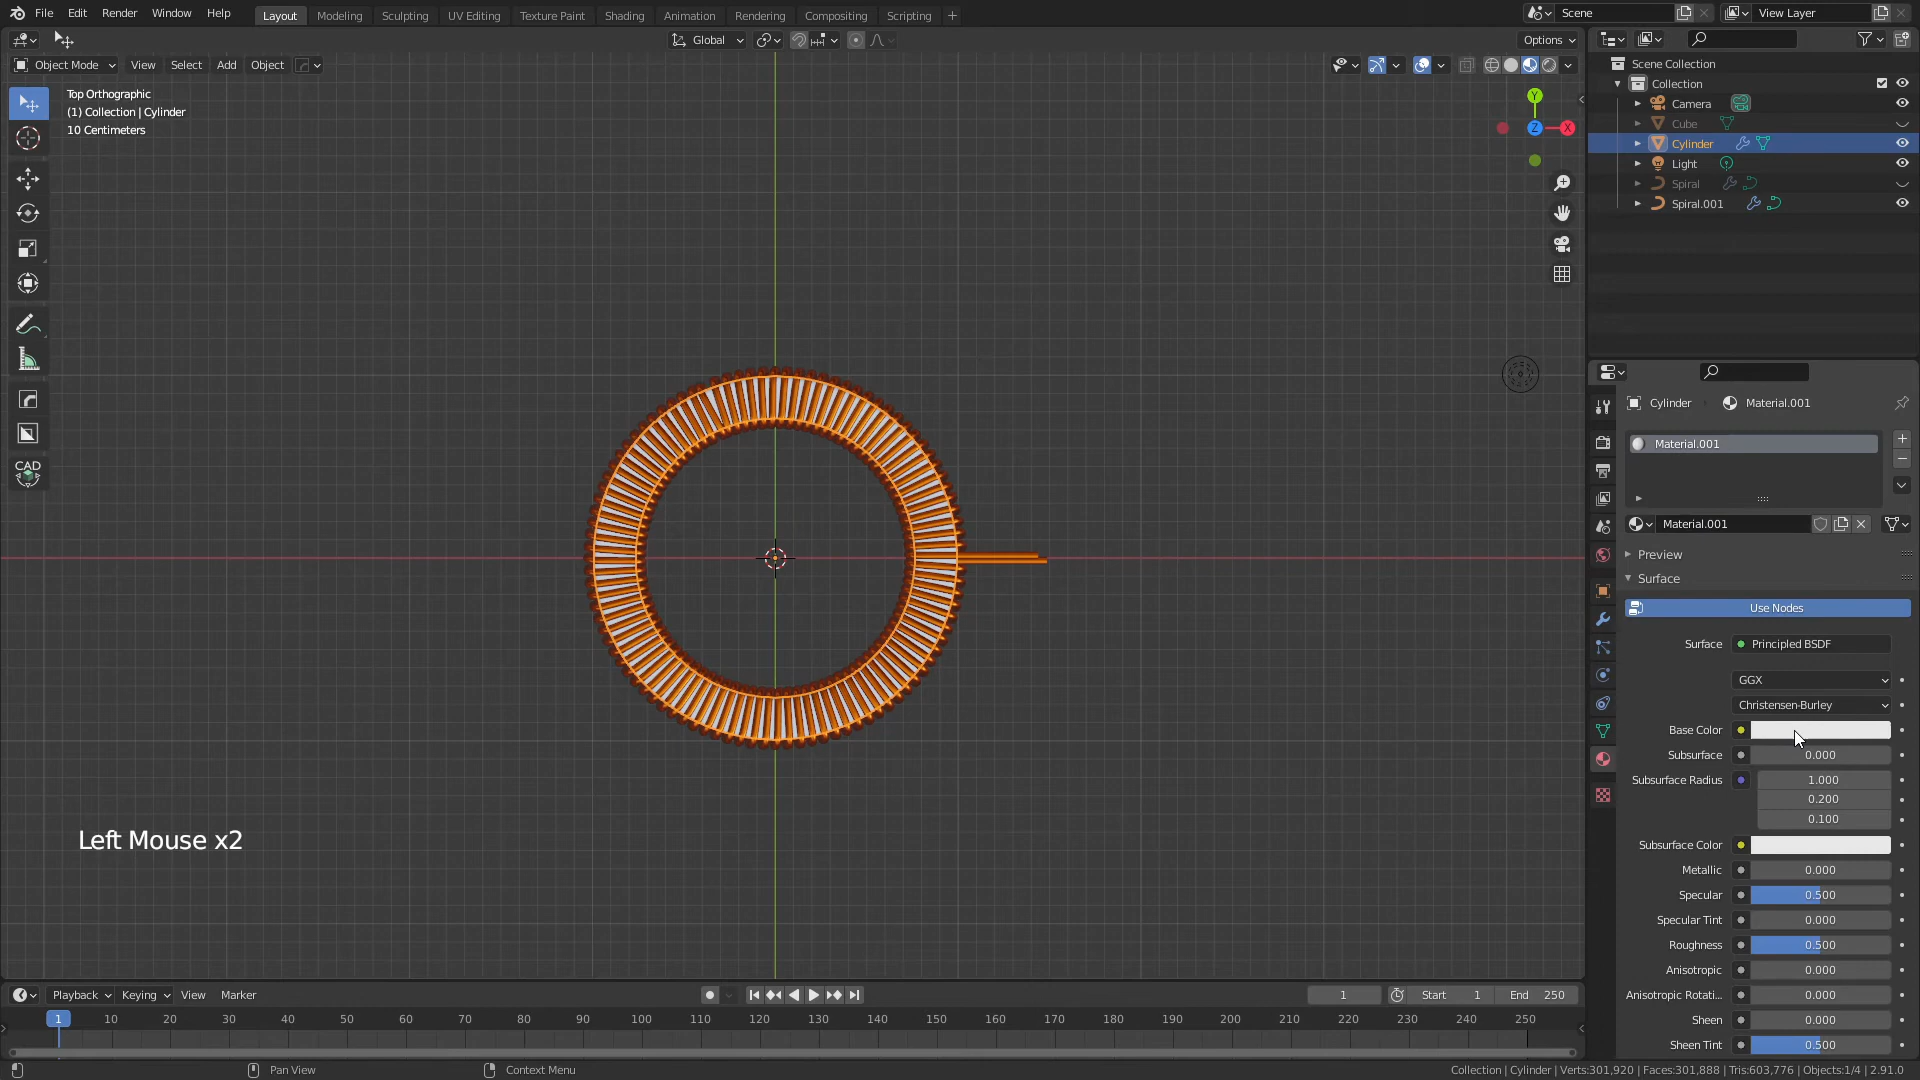 File Edit Render Window Help Layout Modeling Sculpting UV Editing Texture Paint Shading Animation Rendering Compositing Scripting + Scene View Layer
Global Options
Object Mode View Select Add Object
Top Orthographic
(1) Collection | Cylinder
10 Centimeters
Y
Z X
CAD
Left Mouse x2
Scene Collection
Collection
Camera
Cube
Cylinder
Light
Spiral
Spiral.001
Cylinder Material.001
Material.001
Material.001
Preview
Surface
Use Nodes
Surface Principled BSDF
GGX
Christensen-Burley
Base Color
Subsurface 0.000
Subsurface Radius 1.000
0.200
0.100
Subsurface Color
Metallic 0.000
Specular 0.500
Specular Tint 0.000
Roughness 0.500
Anisotropic 0.000
Anisotropic Rotati... 0.000
Sheen 0.000
Sheen Tint 0.500
Playback Keying View Marker 1 Start 1 End 250
1 10 20 30 40 50 60 70 80 90 100 110 120 130 140 150 160 170 180 190 200 210 220 230 240 250
Pan View Context Menu Collection | Cylinder | Verts:301,920 | Faces:301,888 | Tris:603,776 | Objects:1/4 | 2.91.0